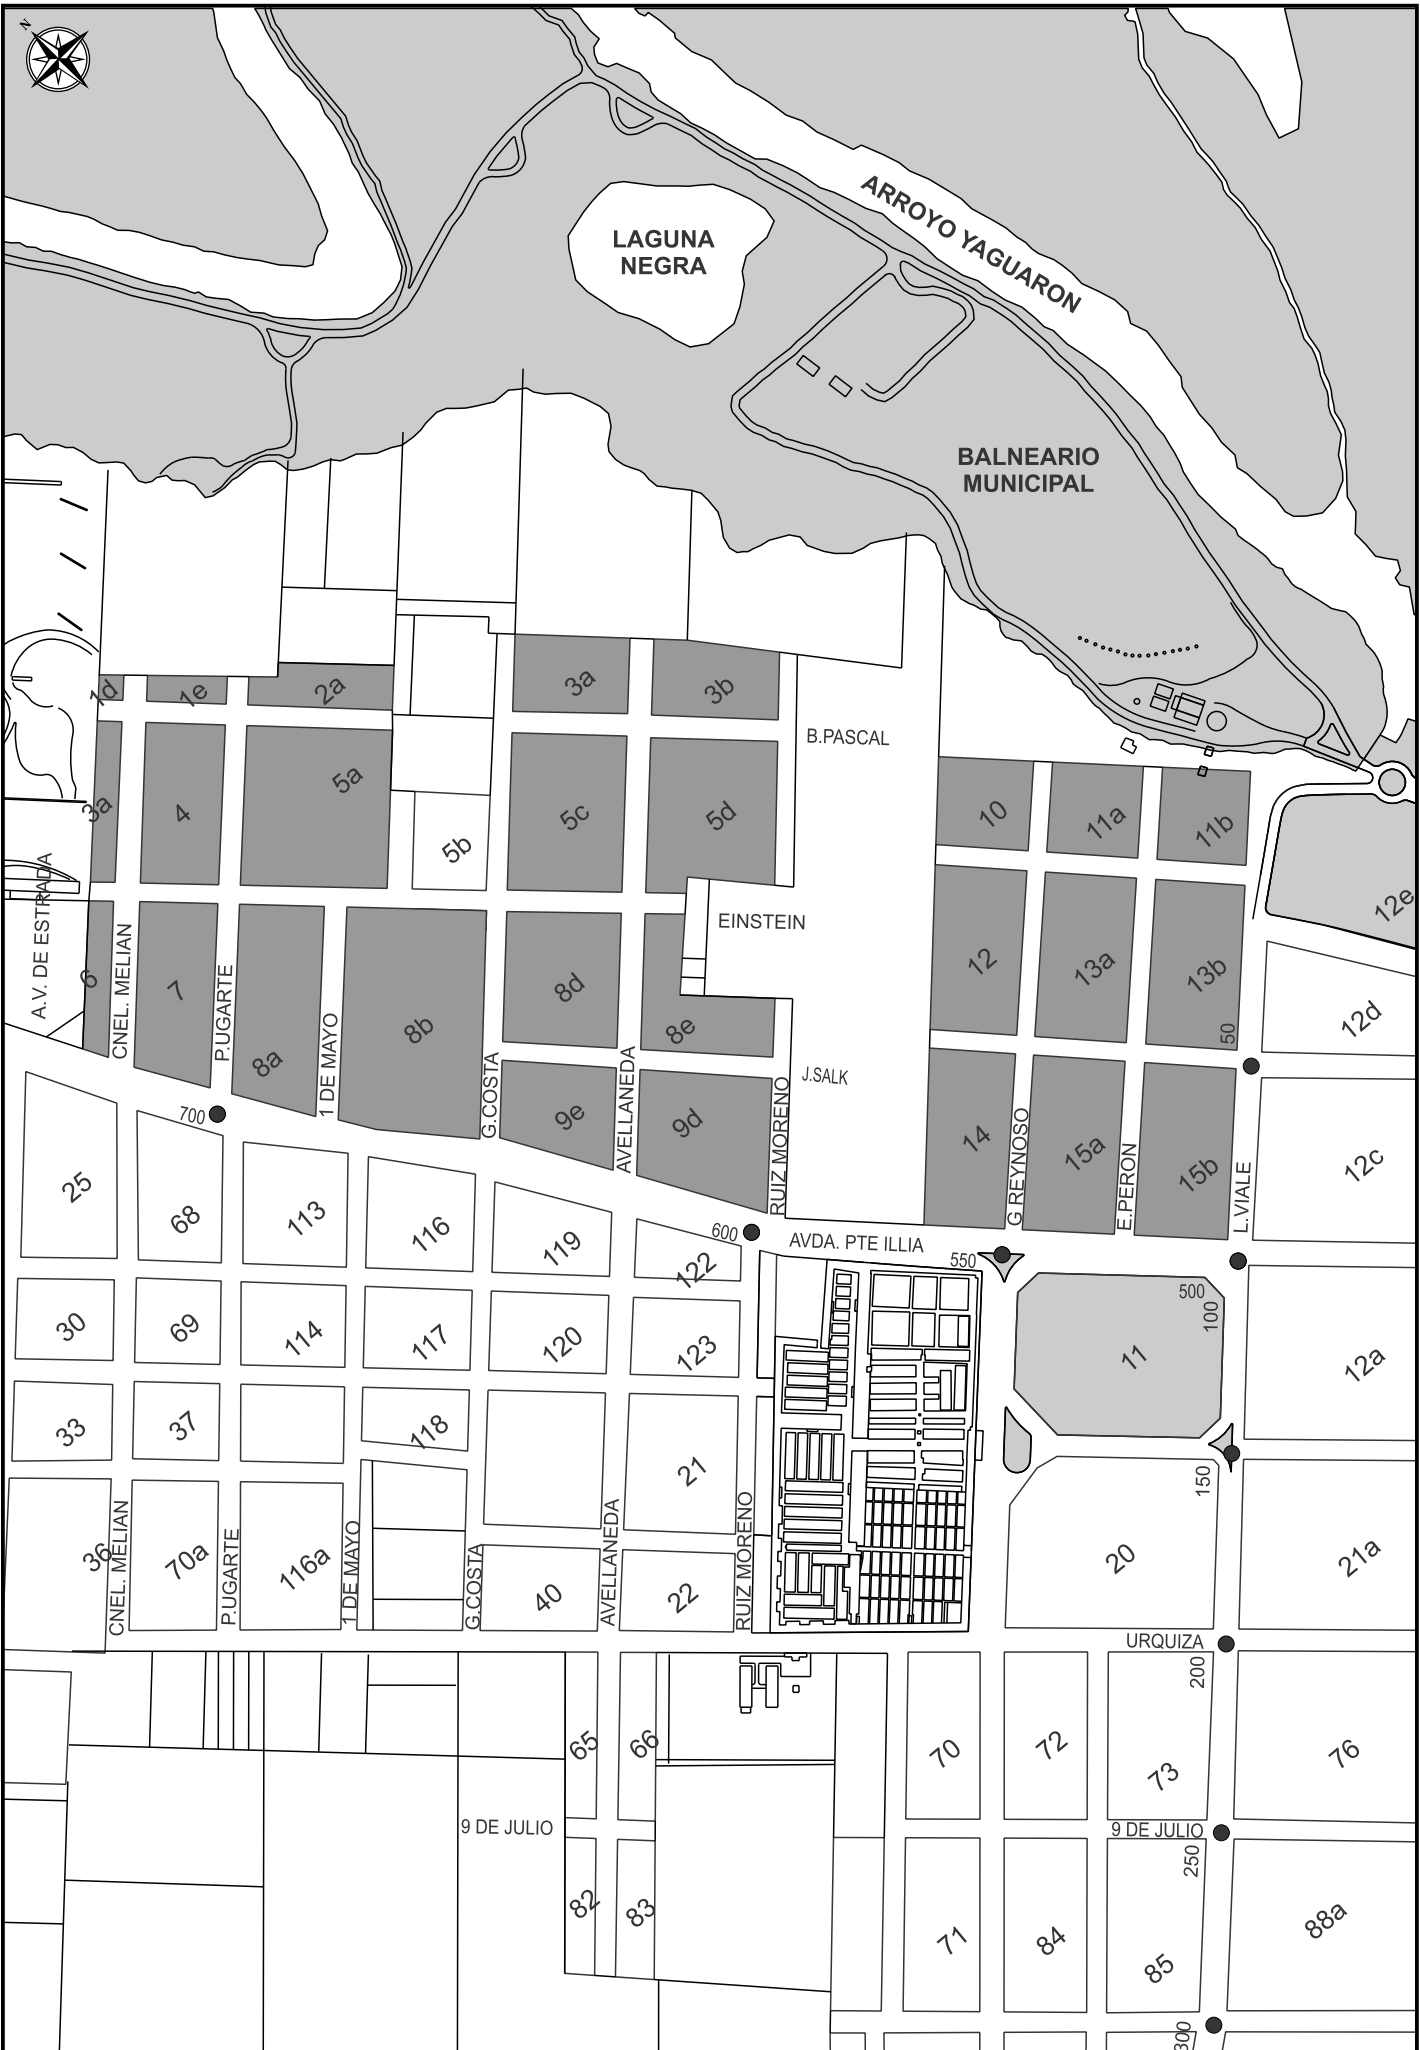 N
ARROYO YAGUARON
LAGUNA
NEGRA
BALNEARIO
MUNICIPAL
1d
1e
2a
3a
3b
B.PASCAL
3a
4
5a
5b
5c
5d
10
11a
11b
12e
A.V. DE ESTRADA
CNEL. MELIAN
P.UGARTE
1 DE MAYO
G.COSTA
AVELLANEDA
RUIZ MORENO
EINSTEIN
6
7
8a
8b
8d
8e
12
13a
13b
50
12d
J.SALK
9e
9d
14
15a
15b
G REYNOSO
E.PERON
L.VIALE
12c
700
25
68
113
116
119
122
600
AVDA. PTE ILLIA
550
500
100
11
12a
30
69
114
117
120
123
33
37
118
21
150
36
CNEL. MELIAN
70a
P.UGARTE
116a
1 DE MAYO
G.COSTA
40
AVELLANEDA
22
RUIZ MORENO
20
21a
URQUIZA
200
65
66
70
72
73
76
9 DE JULIO
9 DE JULIO
250
82
83
71
84
85
88a
300